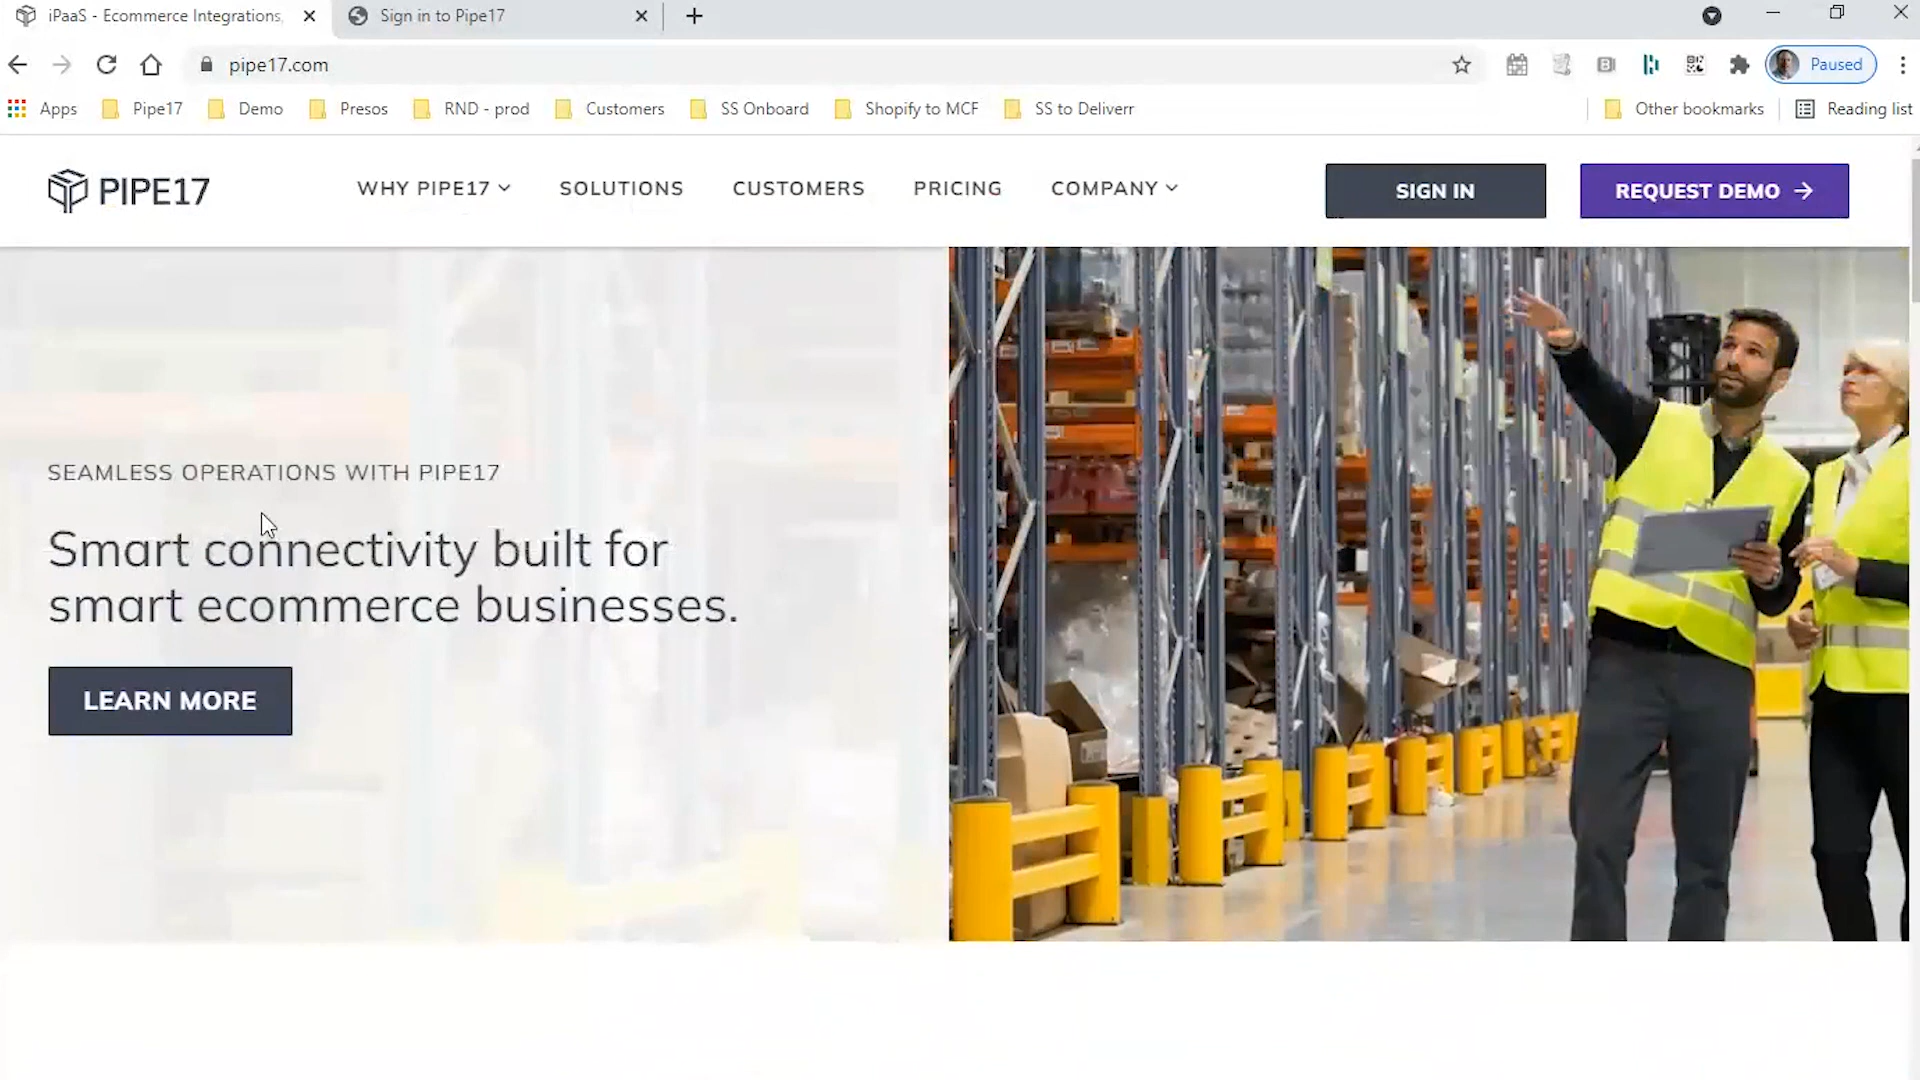 iPaaS - Ecommerce Integrations,
Sign in to Pipe17
pipe17.com
Paused
Apps
Pipe17
Demo
Presos
RND - prod
Customers
SS Onboard
Shopify to MCF
SS to Deliverr
Other bookmarks
Reading list
PIPE17
WHY PIPE17
SOLUTIONS
CUSTOMERS
PRICING
COMPANY
SIGN IN
REQUEST DEMO
SEAMLESS OPERATIONS WITH PIPE17
Smart connectivity built for
smart ecommerce businesses.
LEARN MORE